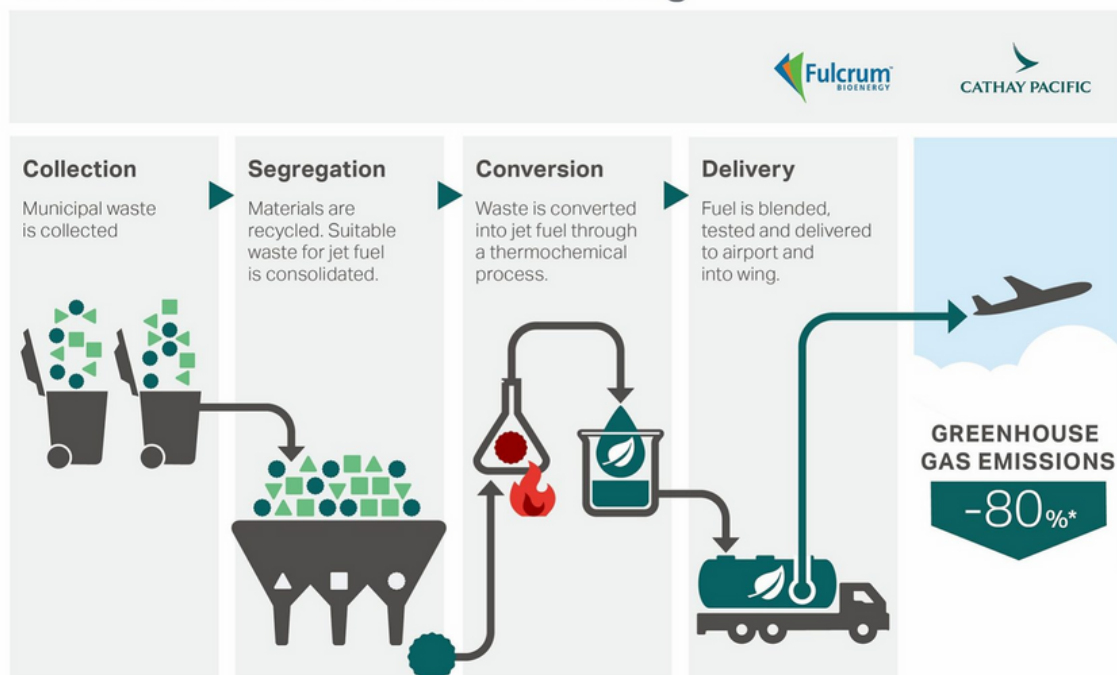 Fulcrum™
BIOENERGY
CATHAY PACIFIC
Collection
Municipal waste
is collected
Segregation
Materials are
recycled. Suitable
waste for jet fuel
is consolidated.
Conversion
Waste is converted
into jet fuel through
a thermochemical
process.
Delivery
Fuel is blended,
tested and delivered
to airport and
into wing.
GREENHOUSE
GAS EMISSIONS
-80%*